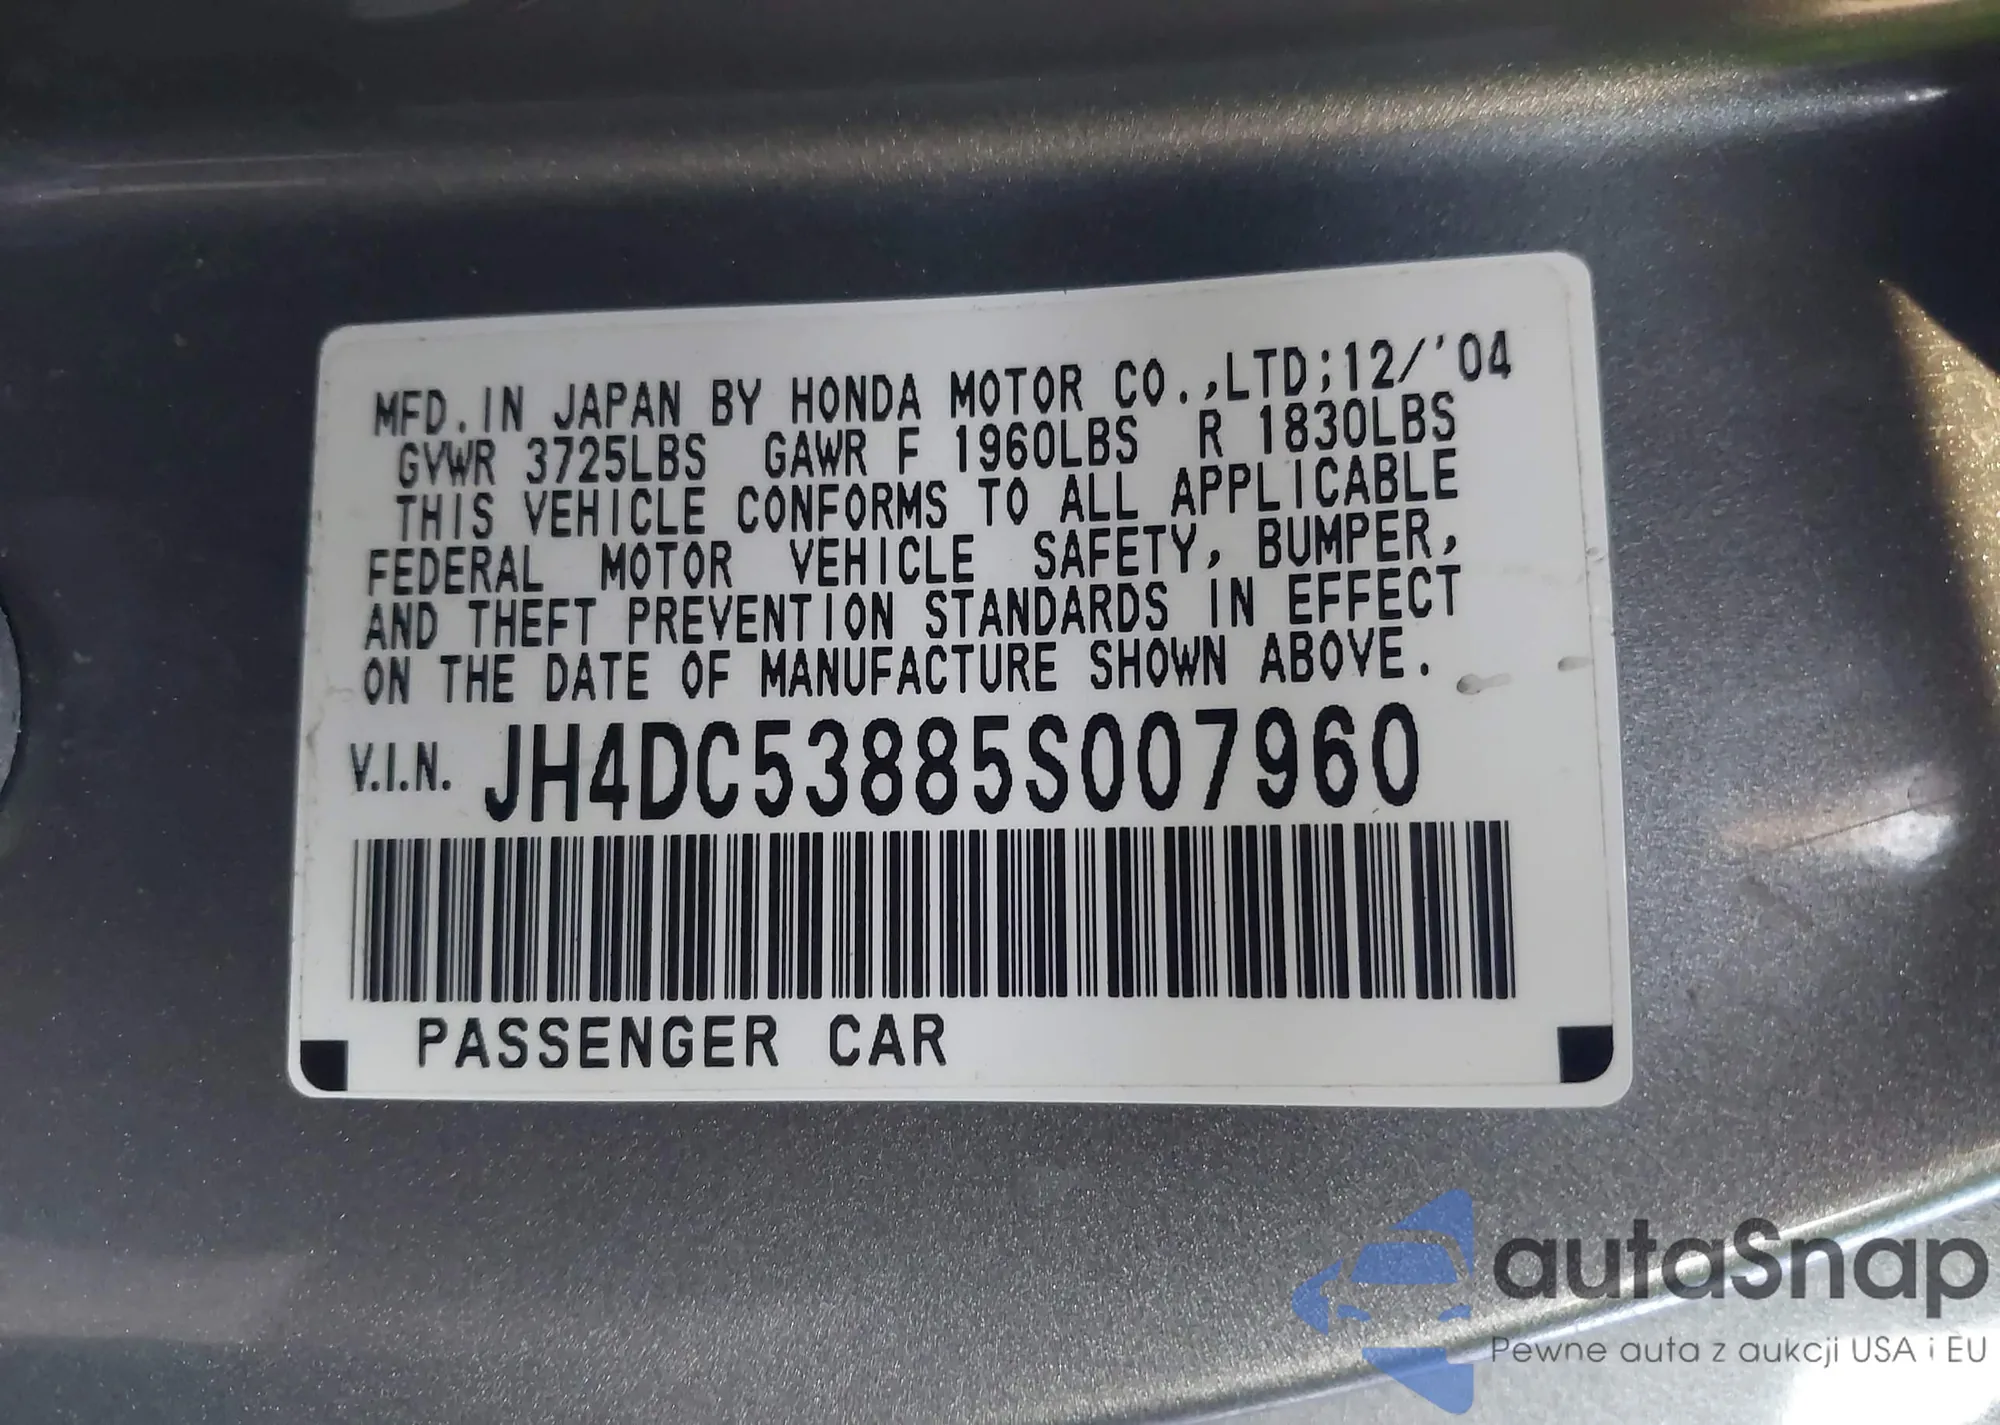 MFD. IN JAPAN BY HONDA MOTOR CO., LTD; 12/'04
GVWR 3725LBS GAWR F 1960LBS R 1830LBS
THIS VEHICLE CONFORMS TO ALL APPLICABLE
FEDERAL MOTOR VEHICLE SAFETY, BUMPER,
AND THEFT PREVENTION STANDARDS IN EFFECT
ON THE DATE OF MANUFACTURE SHOWN ABOVE.
V.I.N. JH4DC53885S007960
PASSENGER CAR
autaSnap
Pewne auta z aukcji USA i EU